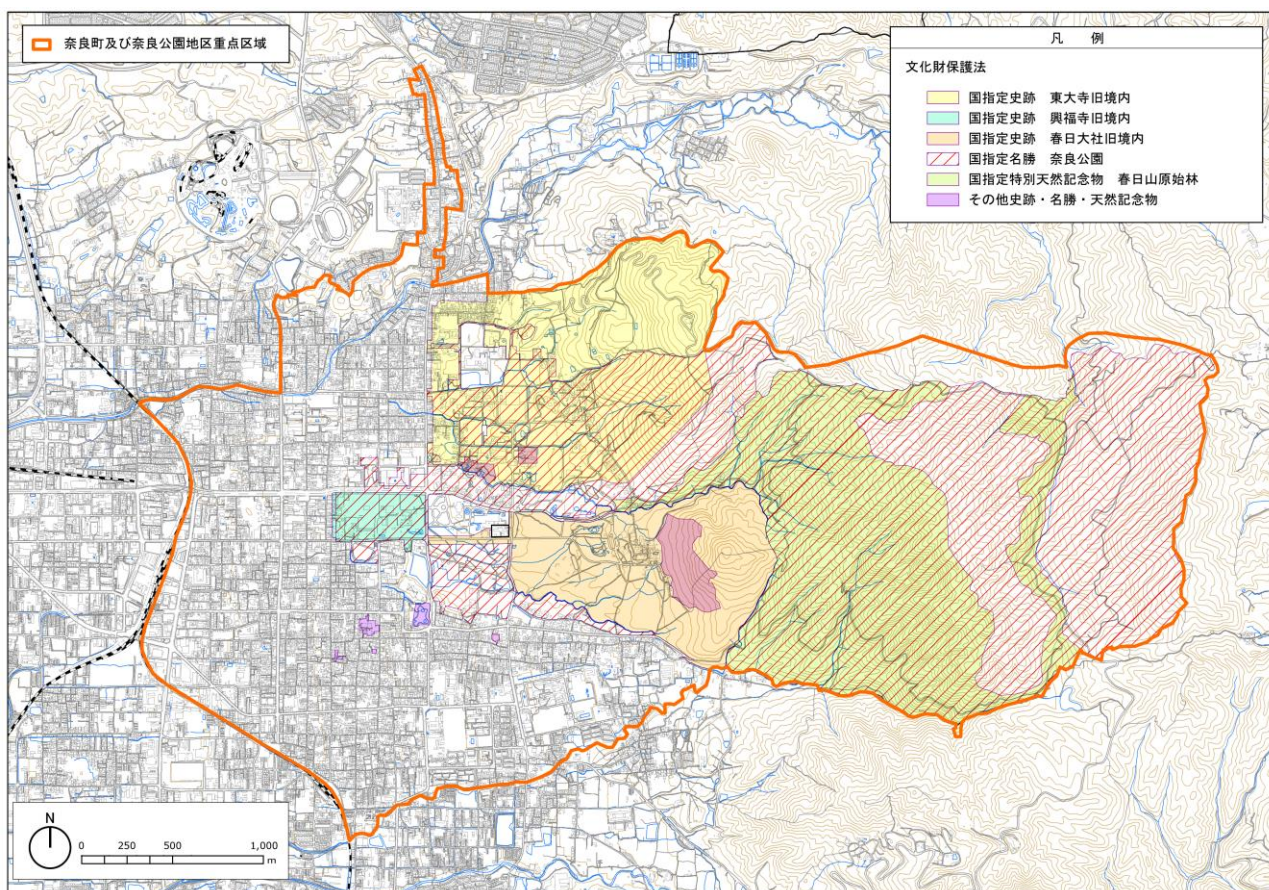 奈良町及び奈良公園地区重点区域
凡 例
文化財保護法
国指定史跡 東大寺旧境内
国指定史跡 興福寺旧境内
国指定史跡 春日大社旧境内
国指定名勝 奈良公園
国指定特別天然記念物 春日山原始林
その他史跡・名勝・天然記念物
N
0 250 500 1,000
m